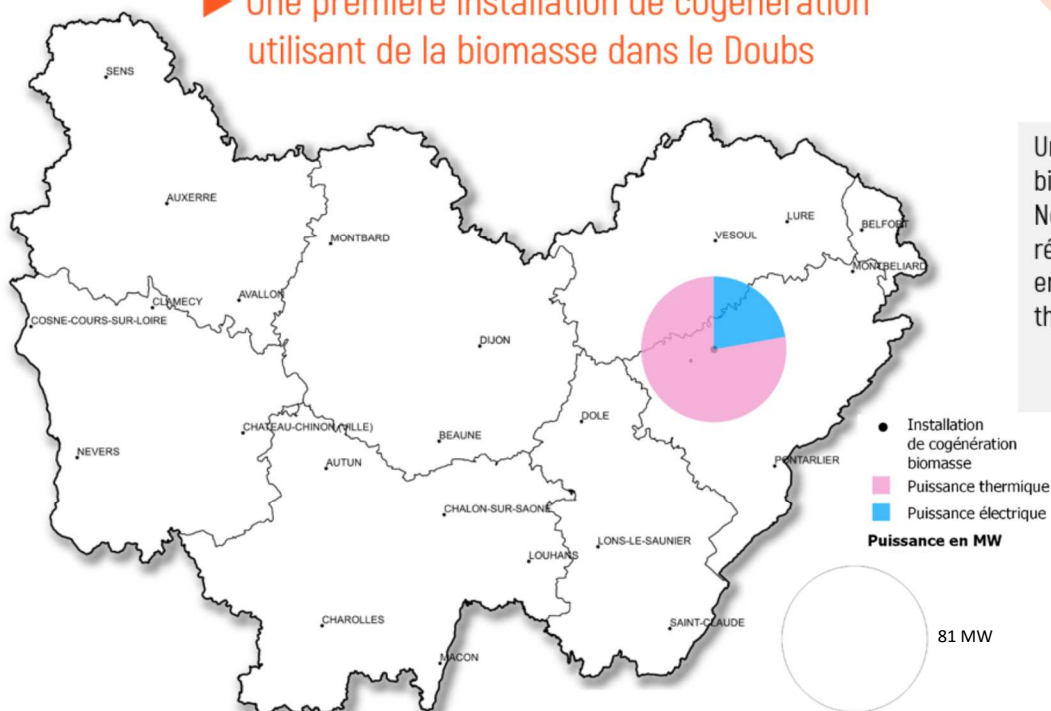 Une première installation de cogénération
utilisant de la biomasse dans le Doubs
SENS
AUXERRE
MONTBARD
LURE
BELFORT
VESOUL
MONTBELIARD
CLAMECY
AVALLON
COSNE-COURS-SUR-LOIRE
DIJON
DOLE
CHATEAU-CHINON (VILLE)
BEAUNE
NEVERS
AUTUN
PONTARLIER
CHALON-SUR-SAONE
LOUHANS
LONS-LE-SAUNIER
CHAROLLES
SAINT-CLAUDE
MACON
Installation
de cogénération
biomasse
Puissance thermique
Puissance électrique
Puissance en MW
81 MW